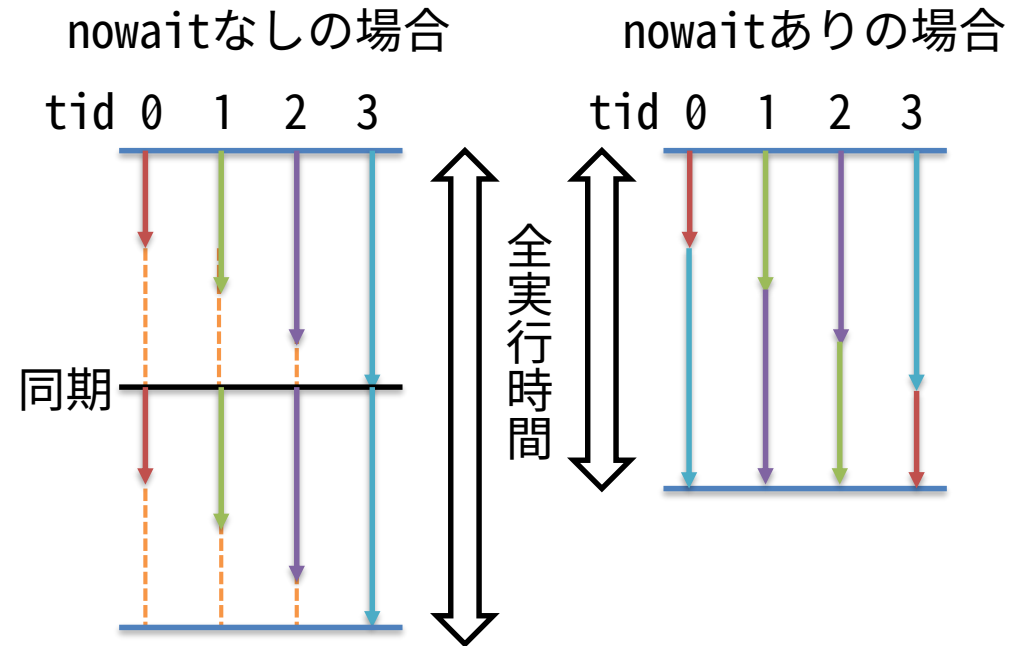 nowaitなしの場合
nowaitありの場合
tid 0 1 2 3
tid 0 1 2 3
全実行時間
同期